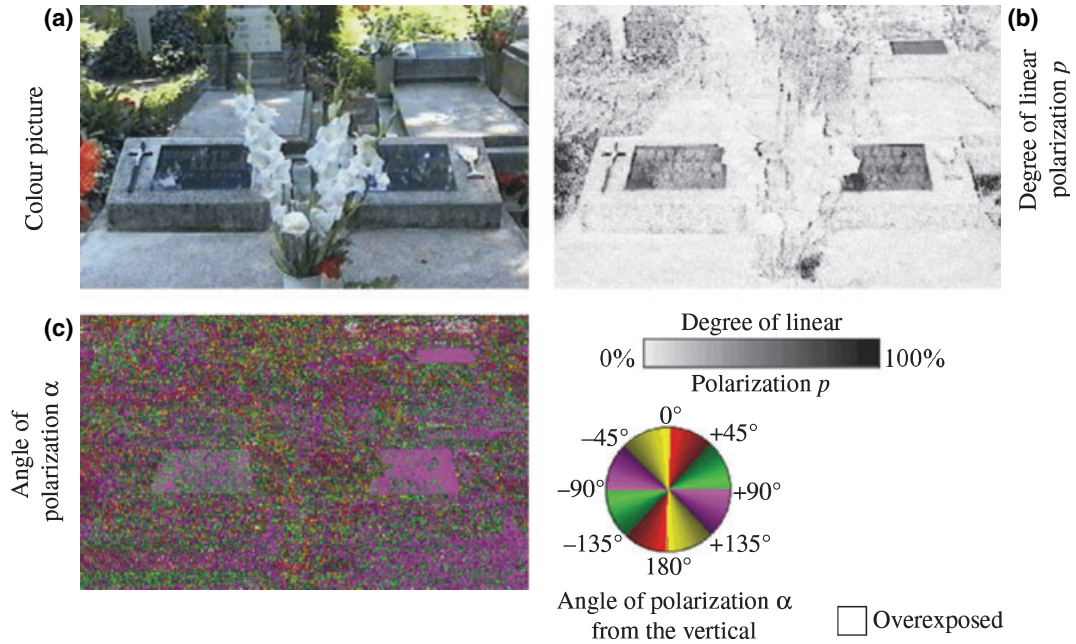 (a)
Colour picture
(b)
Degree of linear
polarization p
(c)
Angle of
polarization α
Degree of linear
0%
100%
Polarization p
0°
−45°
+45°
−90°
+90°
−135°
+135°
180°
Angle of polarization α
from the vertical
Overexposed